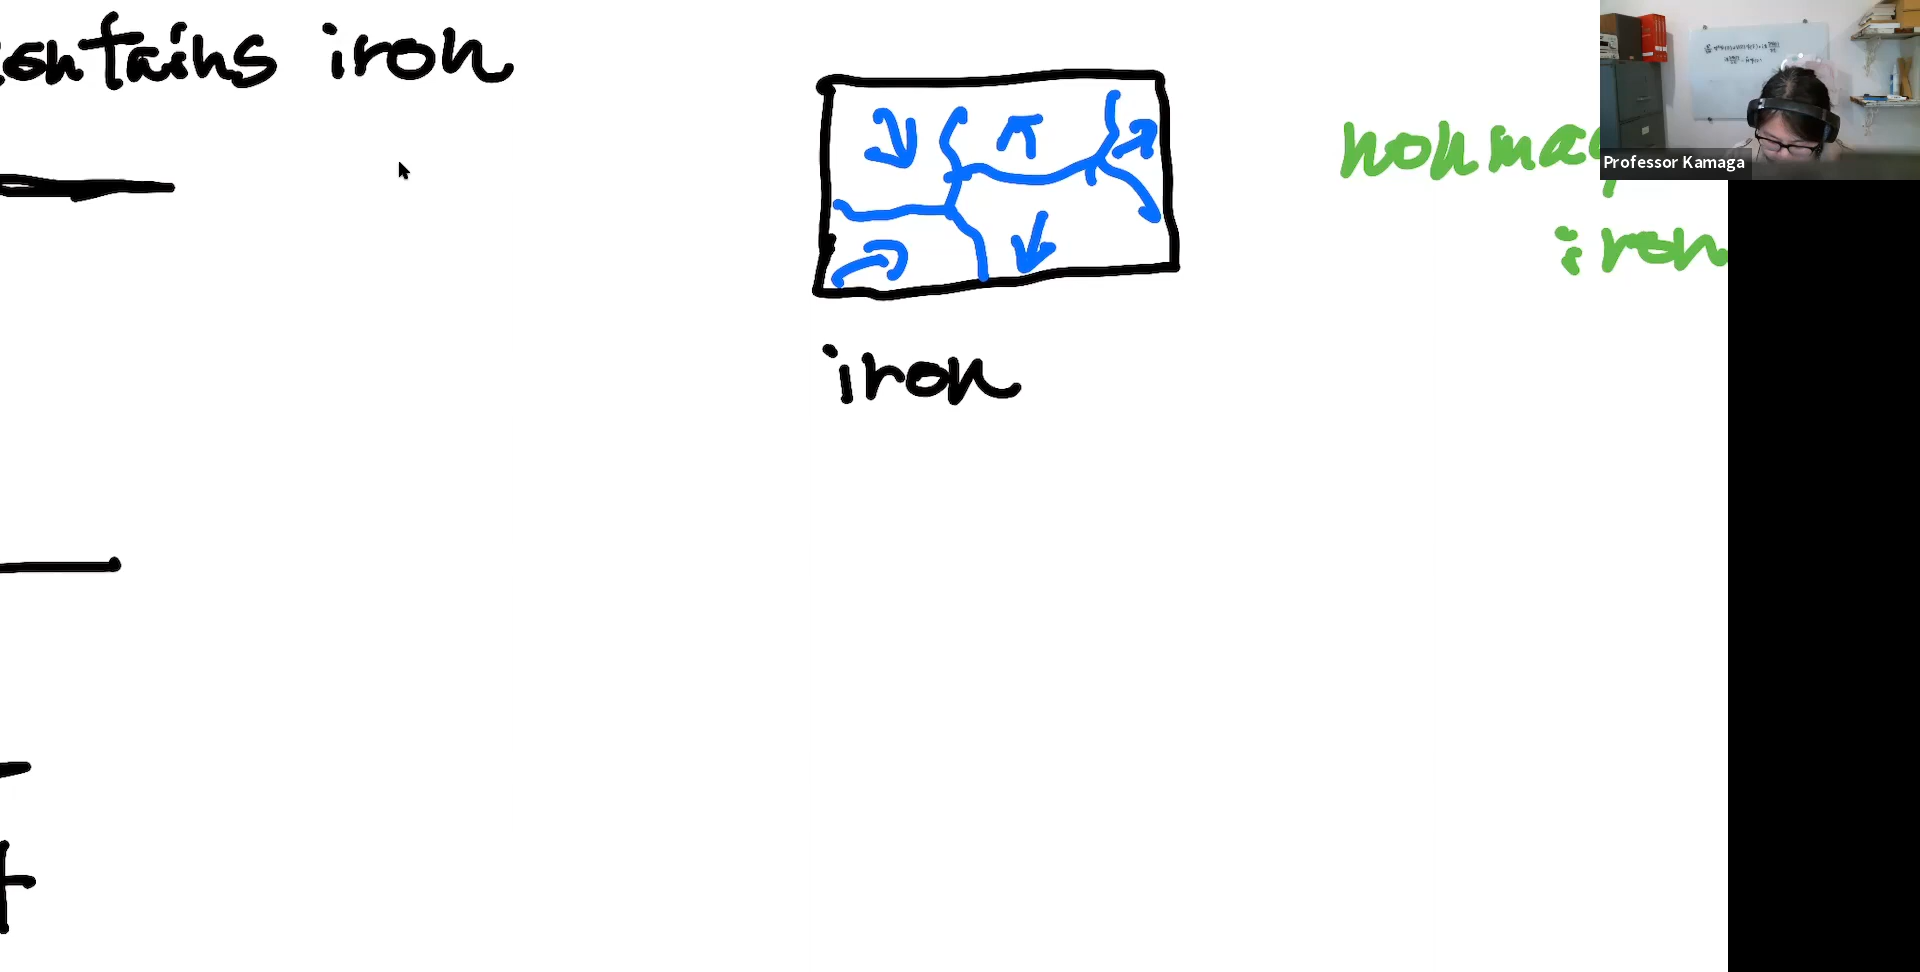 contains iron
nonmag
iron
Professor Kamaga
iron